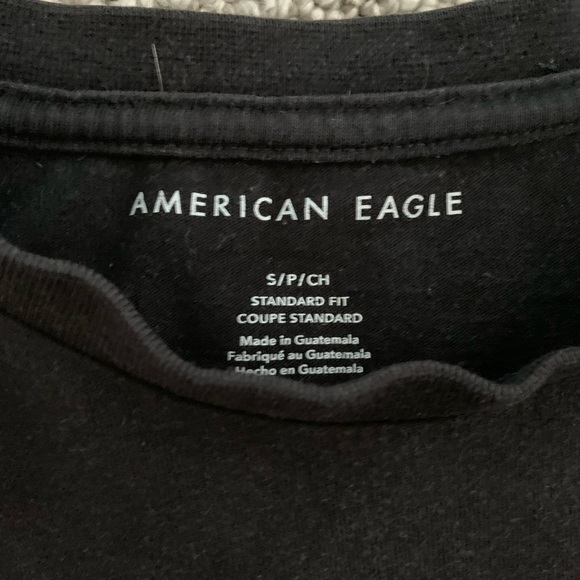 AMERICAN EAGLE
S/P/CH
STANDARD FIT
COUPE STANDARD
Made in Guatemala
Fabriqué au Guatemala
Hecho en Guatemala